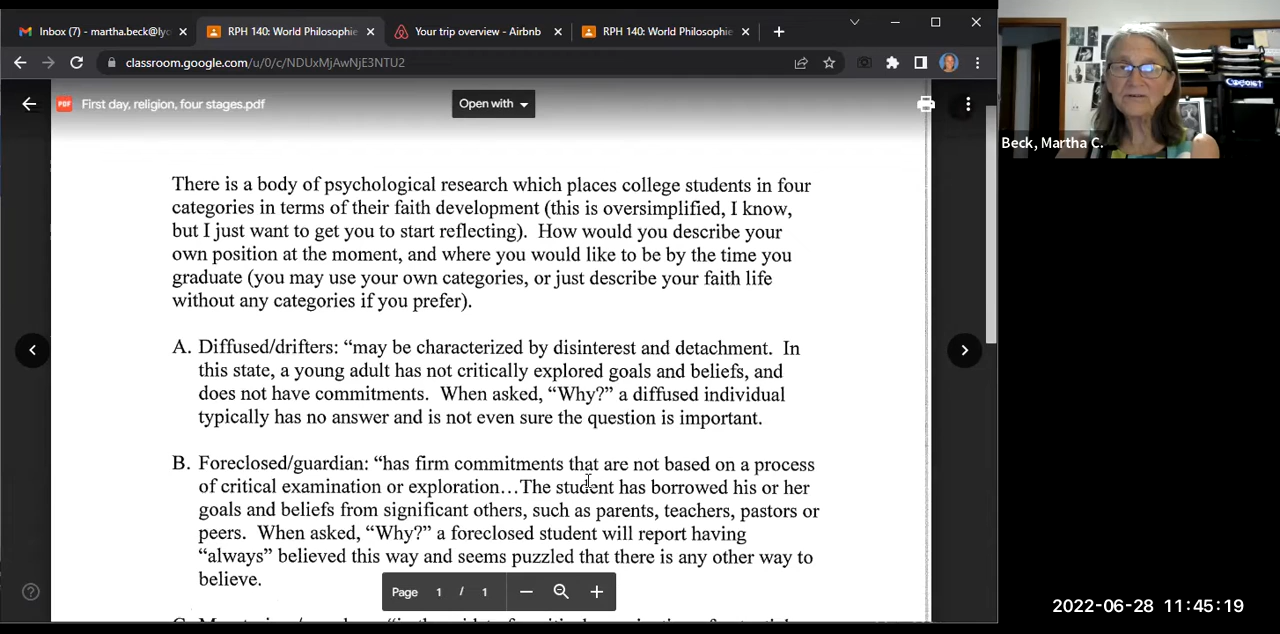 Inbox (7) - martha.beck@lyo
RPH 140: World Philosophie
Your trip overview - Airbnb
RPH 140: World Philosophie
classroom.google.com/u/0/c/NDUxMjAwNjE3NTU2
PDF First day, religion, four stages.pdf
Open with
There is a body of psychological research which places college students in four
categories in terms of their faith development (this is oversimplified, I know,
but I just want to get you to start reflecting). How would you describe your
own position at the moment, and where you would like to be by the time you
graduate (you may use your own categories, or just describe your faith life
without any categories if you prefer).
A. Diffused/drifters: “may be characterized by disinterest and detachment. In
this state, a young adult has not critically explored goals and beliefs, and
does not have commitments. When asked, “Why?” a diffused individual
typically has no answer and is not even sure the question is important.
B. Foreclosed/guardian: “has firm commitments that are not based on a process
of critical examination or exploration…The student has borrowed his or her
goals and beliefs from significant others, such as parents, teachers, pastors or
peers. When asked, “Why?” a foreclosed student will report having
“always” believed this way and seems puzzled that there is any other way to
believe.
Page 1 / 1
Coexist
Beck, Martha C.
2022-06-28 11:45:19